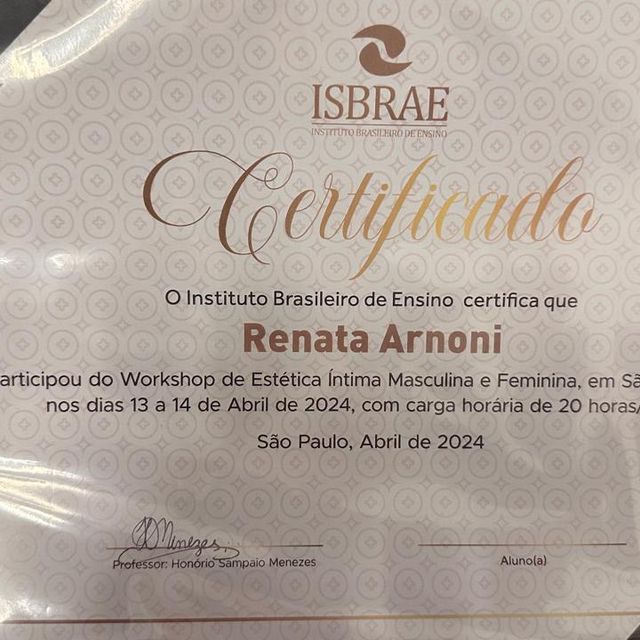 ISBRAE
INSTITUTO BRASILEIRO DE ENSINO
Certificado
O Instituto Brasileiro de Ensino certifica que
Renata Arnoni
articipou do Workshop de Estética Íntima Masculina e Feminina, em Sã
nos dias 13 a 14 de Abril de 2024, com carga horária de 20 horas/
São Paulo, Abril de 2024
Menezes
Professor: Honório Sampaio Menezes
Aluno(a)